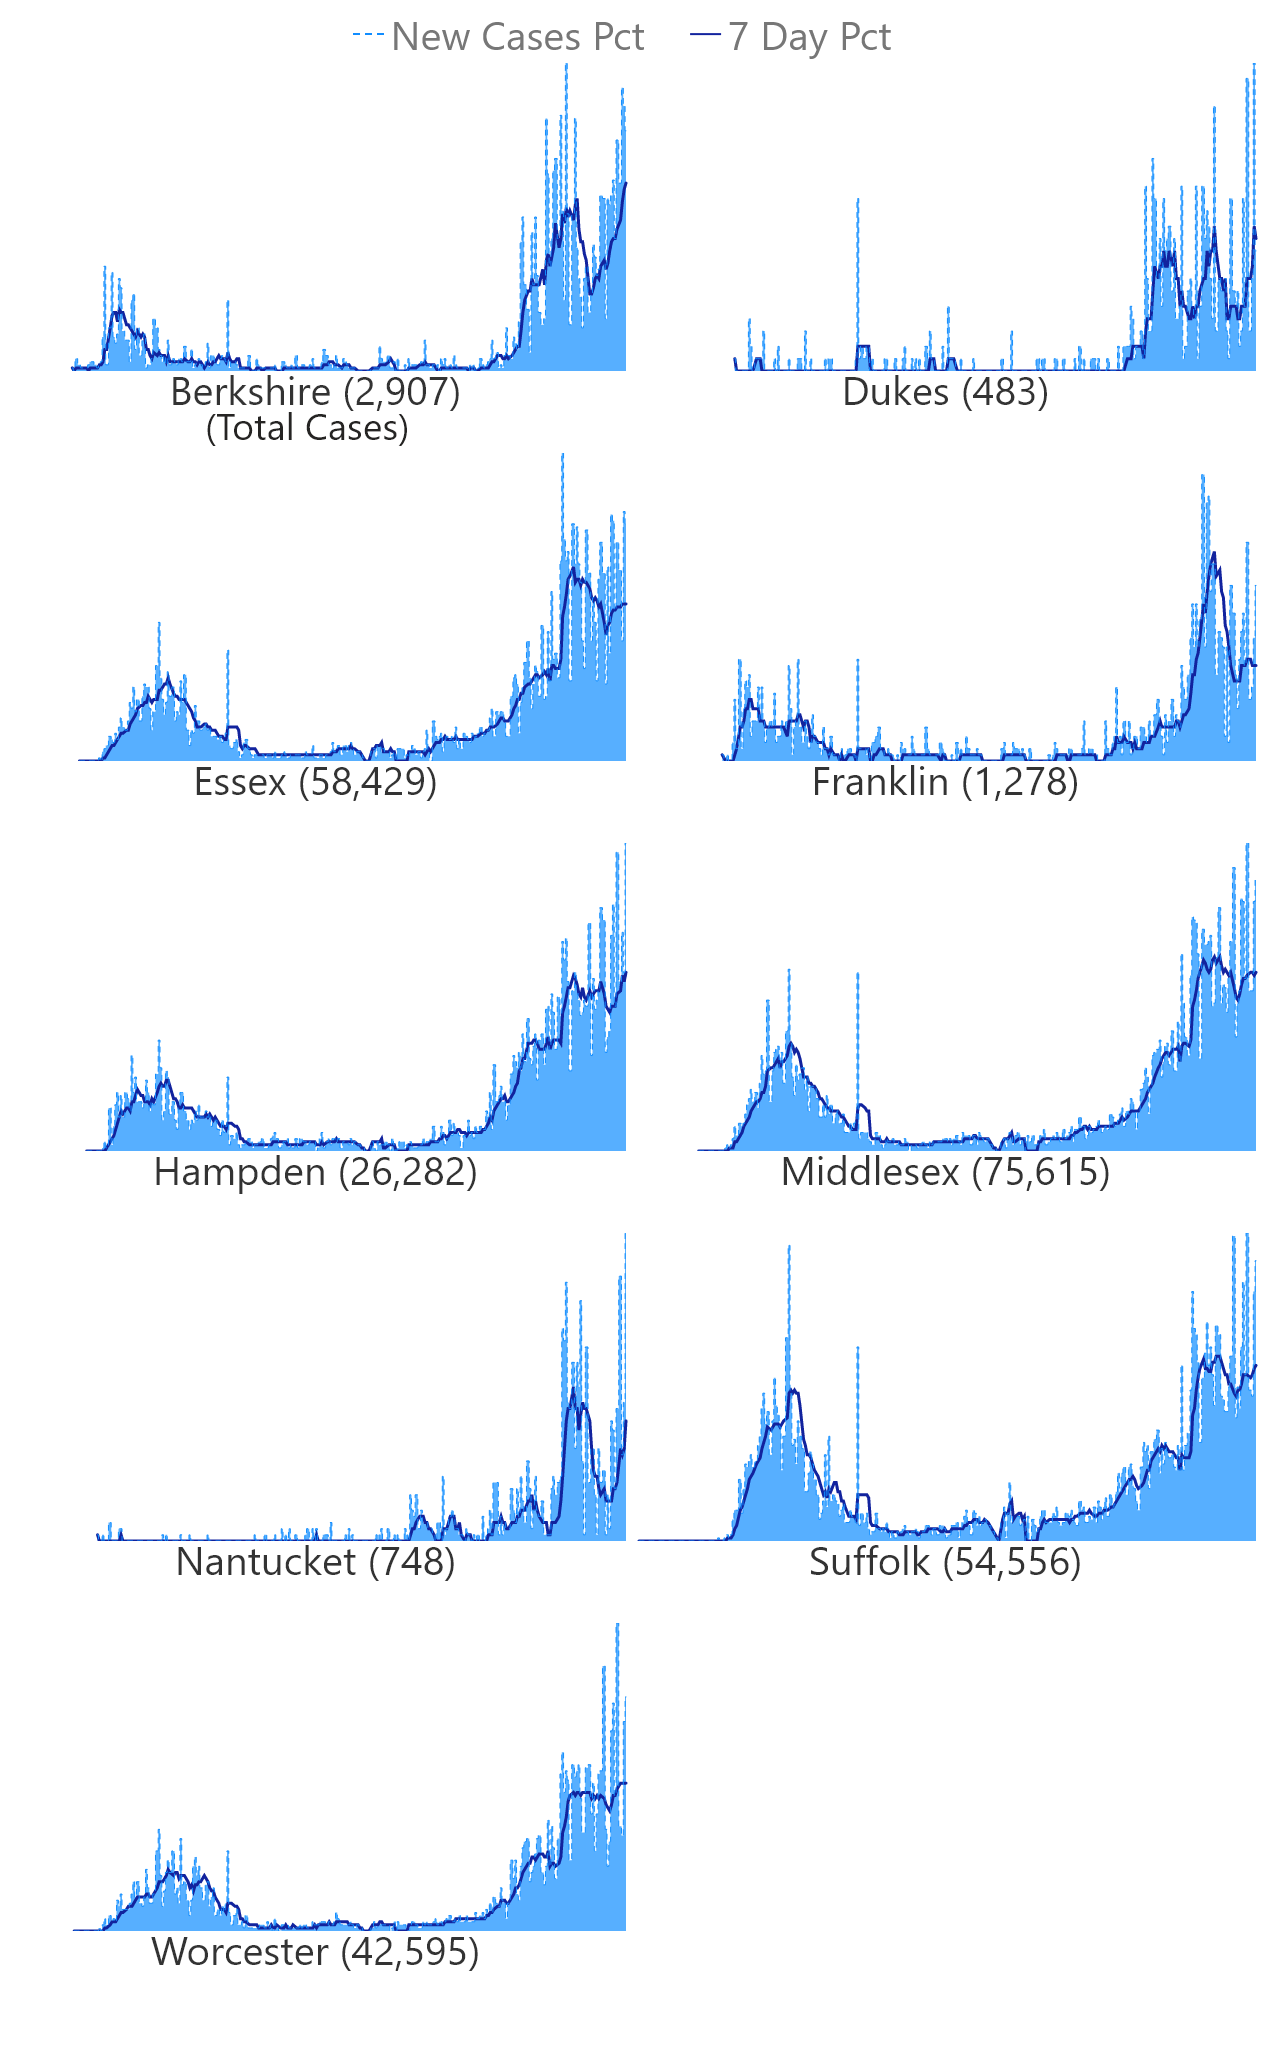 New Cases Pct 7 Day Pct
Berkshire (2,907) Dukes (483)
(Total Cases)
Essex (58,429) Franklin (1,278)
Hampden (26,282) Middlesex (75,615)
Nantucket (748) Suffolk (54,556)
Worcester (42,595)